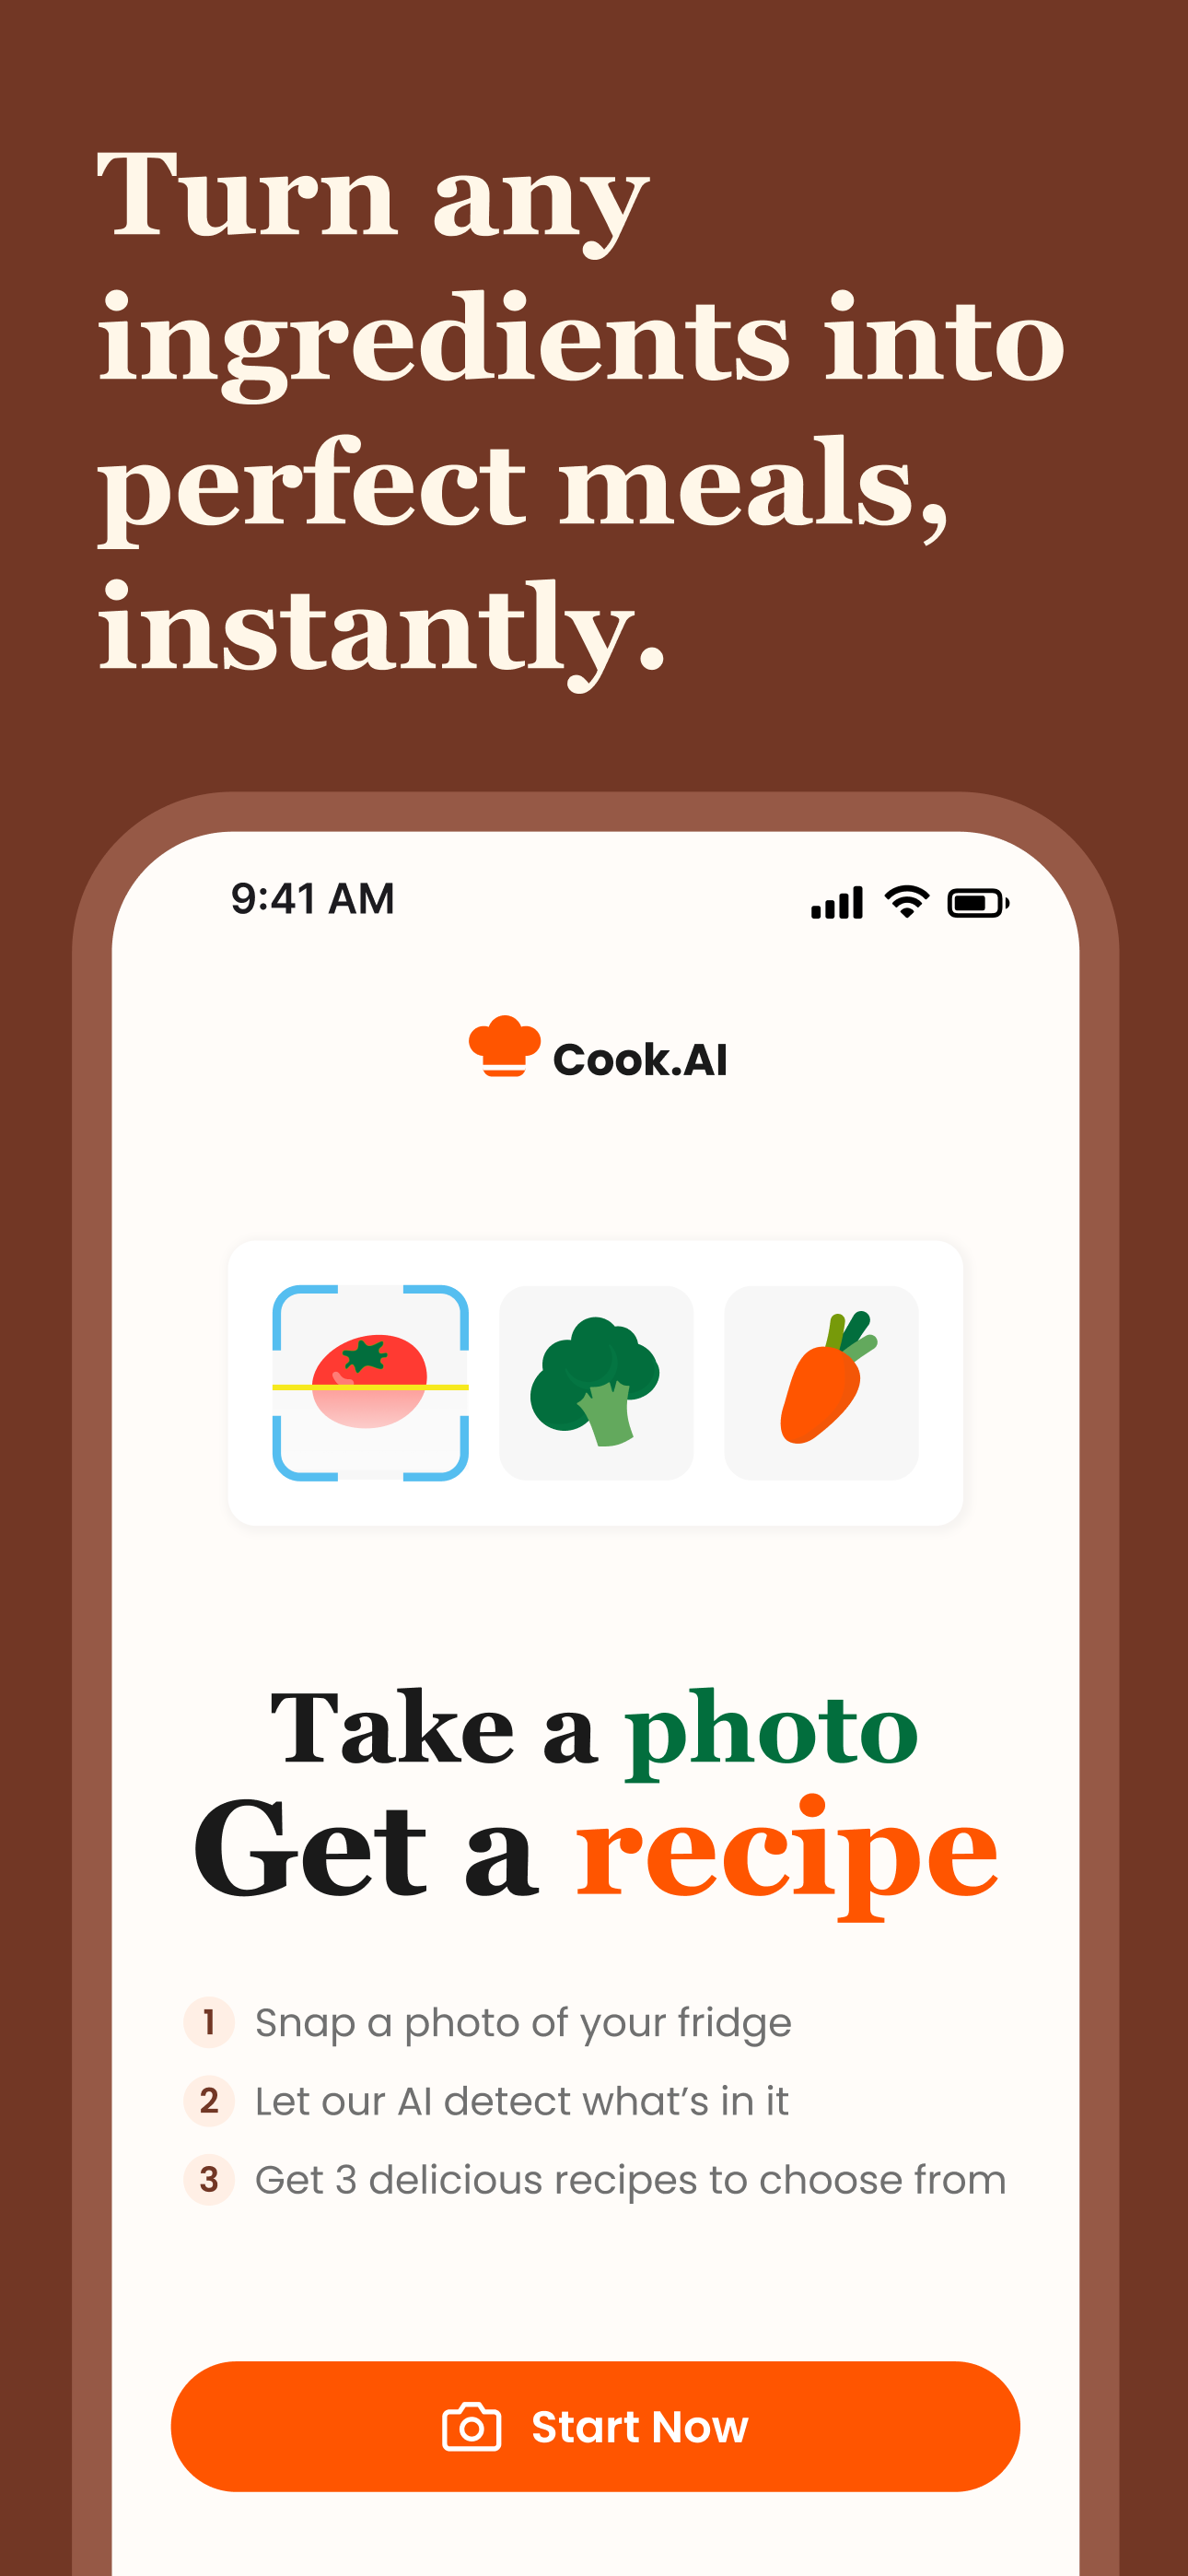 Turn any
ingredients into
perfect meals,
instantly.
9:41 AM
Cook.AI
Take a photo
Get a recipe
1 Snap a photo of your fridge
2 Let our AI detect what’s in it
3 Get 3 delicious recipes to choose from
Start Now